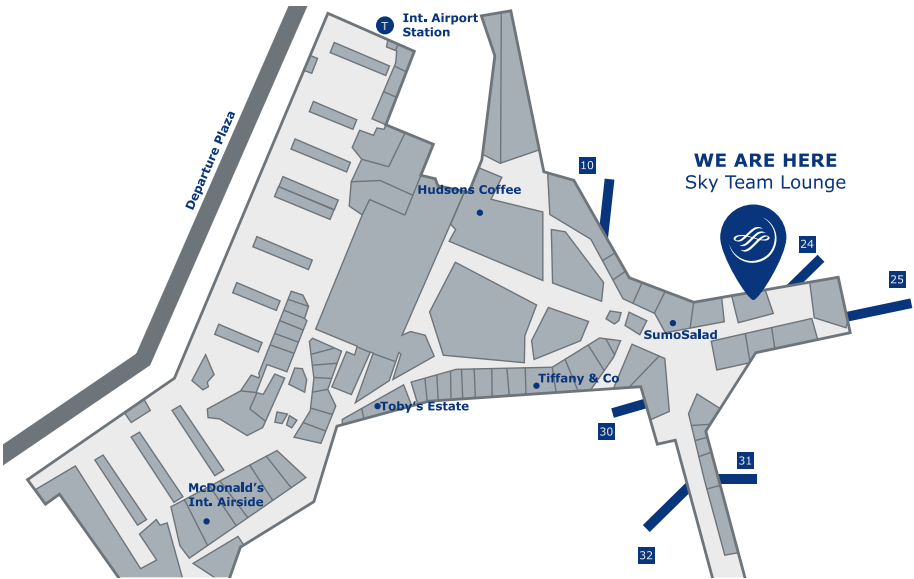 T
Int. Airport
Station
Departure Plaza
10
WE ARE HERE
Sky Team Lounge
Hudsons Coffee
24
25
SumoSalad
Tiffany & Co
Toby's Estate
30
31
McDonald's
Int. Airside
32